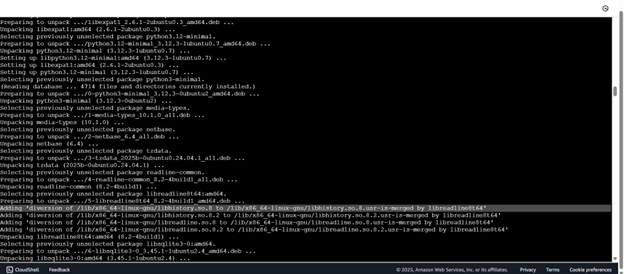 Preparing to unpack .../libexpat1_2.6.1-2ubuntu0.3_amd64.deb ...
Unpacking libexpat1:amd64 (2.6.1-2ubuntu0.3) ...
Selecting previously unselected package python3.12-minimal.
Preparing to unpack .../python3.12-minimal_3.12.3-1ubuntu0.7_amd64.deb ...
Unpacking python3.12-minimal (3.12.3-1ubuntu0.7) ...
Setting up libpython3.12-minimal:amd64 (3.12.3-1ubuntu0.7) ...
Setting up libexpat1:amd64 (2.6.1-2ubuntu0.3) ...
Setting up python3.12-minimal (3.12.3-1ubuntu0.7) ...
Selecting previously unselected package python3-minimal.
(Reading database ... 4714 files and directories currently installed.)
Preparing to unpack .../0-python3-minimal_3.12.3-0ubuntu2_amd64.deb ...
Unpacking python3-minimal (3.12.3-0ubuntu2) ...
Selecting previously unselected package media-types.
Preparing to unpack .../1-media-types_10.1.0_all.deb ...
Unpacking media-types (10.1.0) ...
Selecting previously unselected package netbase.
Preparing to unpack .../2-netbase_6.4_all.deb ...
Unpacking netbase (6.4) ...
Selecting previously unselected package tzdata.
Preparing to unpack .../3-tzdata_2025b-0ubuntu0.24.04.1_all.deb ...
Unpacking tzdata (2025b-0ubuntu0.24.04.1) ...
Selecting previously unselected package readline-common.
Preparing to unpack .../4-readline-common_8.2-4build1_all.deb ...
Unpacking readline-common (8.2-4build1) ...
Selecting previously unselected package libreadline8t64:amd64.
Preparing to unpack .../5-libreadline8t64_8.2-4build1_amd64.deb ...
Adding 'diversion of /lib/x86_64-linux-gnu/libhistory.so.8 to /lib/x86_64-linux-gnu/libhistory.so.8.usr-is-merged by libreadline8t64'
Adding 'diversion of /lib/x86_64-linux-gnu/libhistory.so.8.2 to /lib/x86_64-linux-gnu/libhistory.so.8.2.usr-is-merged by libreadline8t64'
Adding 'diversion of /lib/x86_64-linux-gnu/libreadline.so.8 to /lib/x86_64-linux-gnu/libreadline.so.8.usr-is-merged by libreadline8t64'
Adding 'diversion of /lib/x86_64-linux-gnu/libreadline.so.8.2 to /lib/x86_64-linux-gnu/libreadline.so.8.2.usr-is-merged by libreadline8t64'
Unpacking libreadline8t64:amd64 (8.2-4build1) ...
Selecting previously unselected package libsqlite3-0:amd64.
Preparing to unpack .../6-libsqlite3-0_3.45.1-1ubuntu2.4_amd64.deb ...
Unpacking libsqlite3-0:amd64 (3.45.1-1ubuntu2.4) ...
CloudShell Feedback © 2025, Amazon Web Services, Inc. or its affiliates. Privacy Terms Cookie preferences